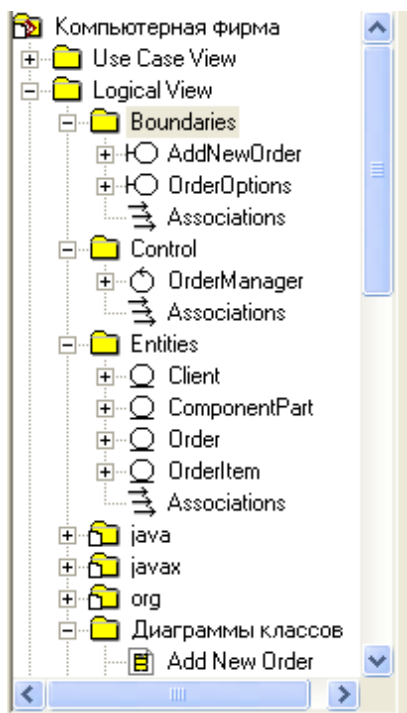 Компьютерная фирма
Use Case View
Logical View
Boundaries
AddNewOrder
OrderOptions
Associations
Control
OrderManager
Associations
Entities
Client
ComponentPart
Order
OrderItem
Associations
java
javax
org
Диаграммы классов
Add New Order